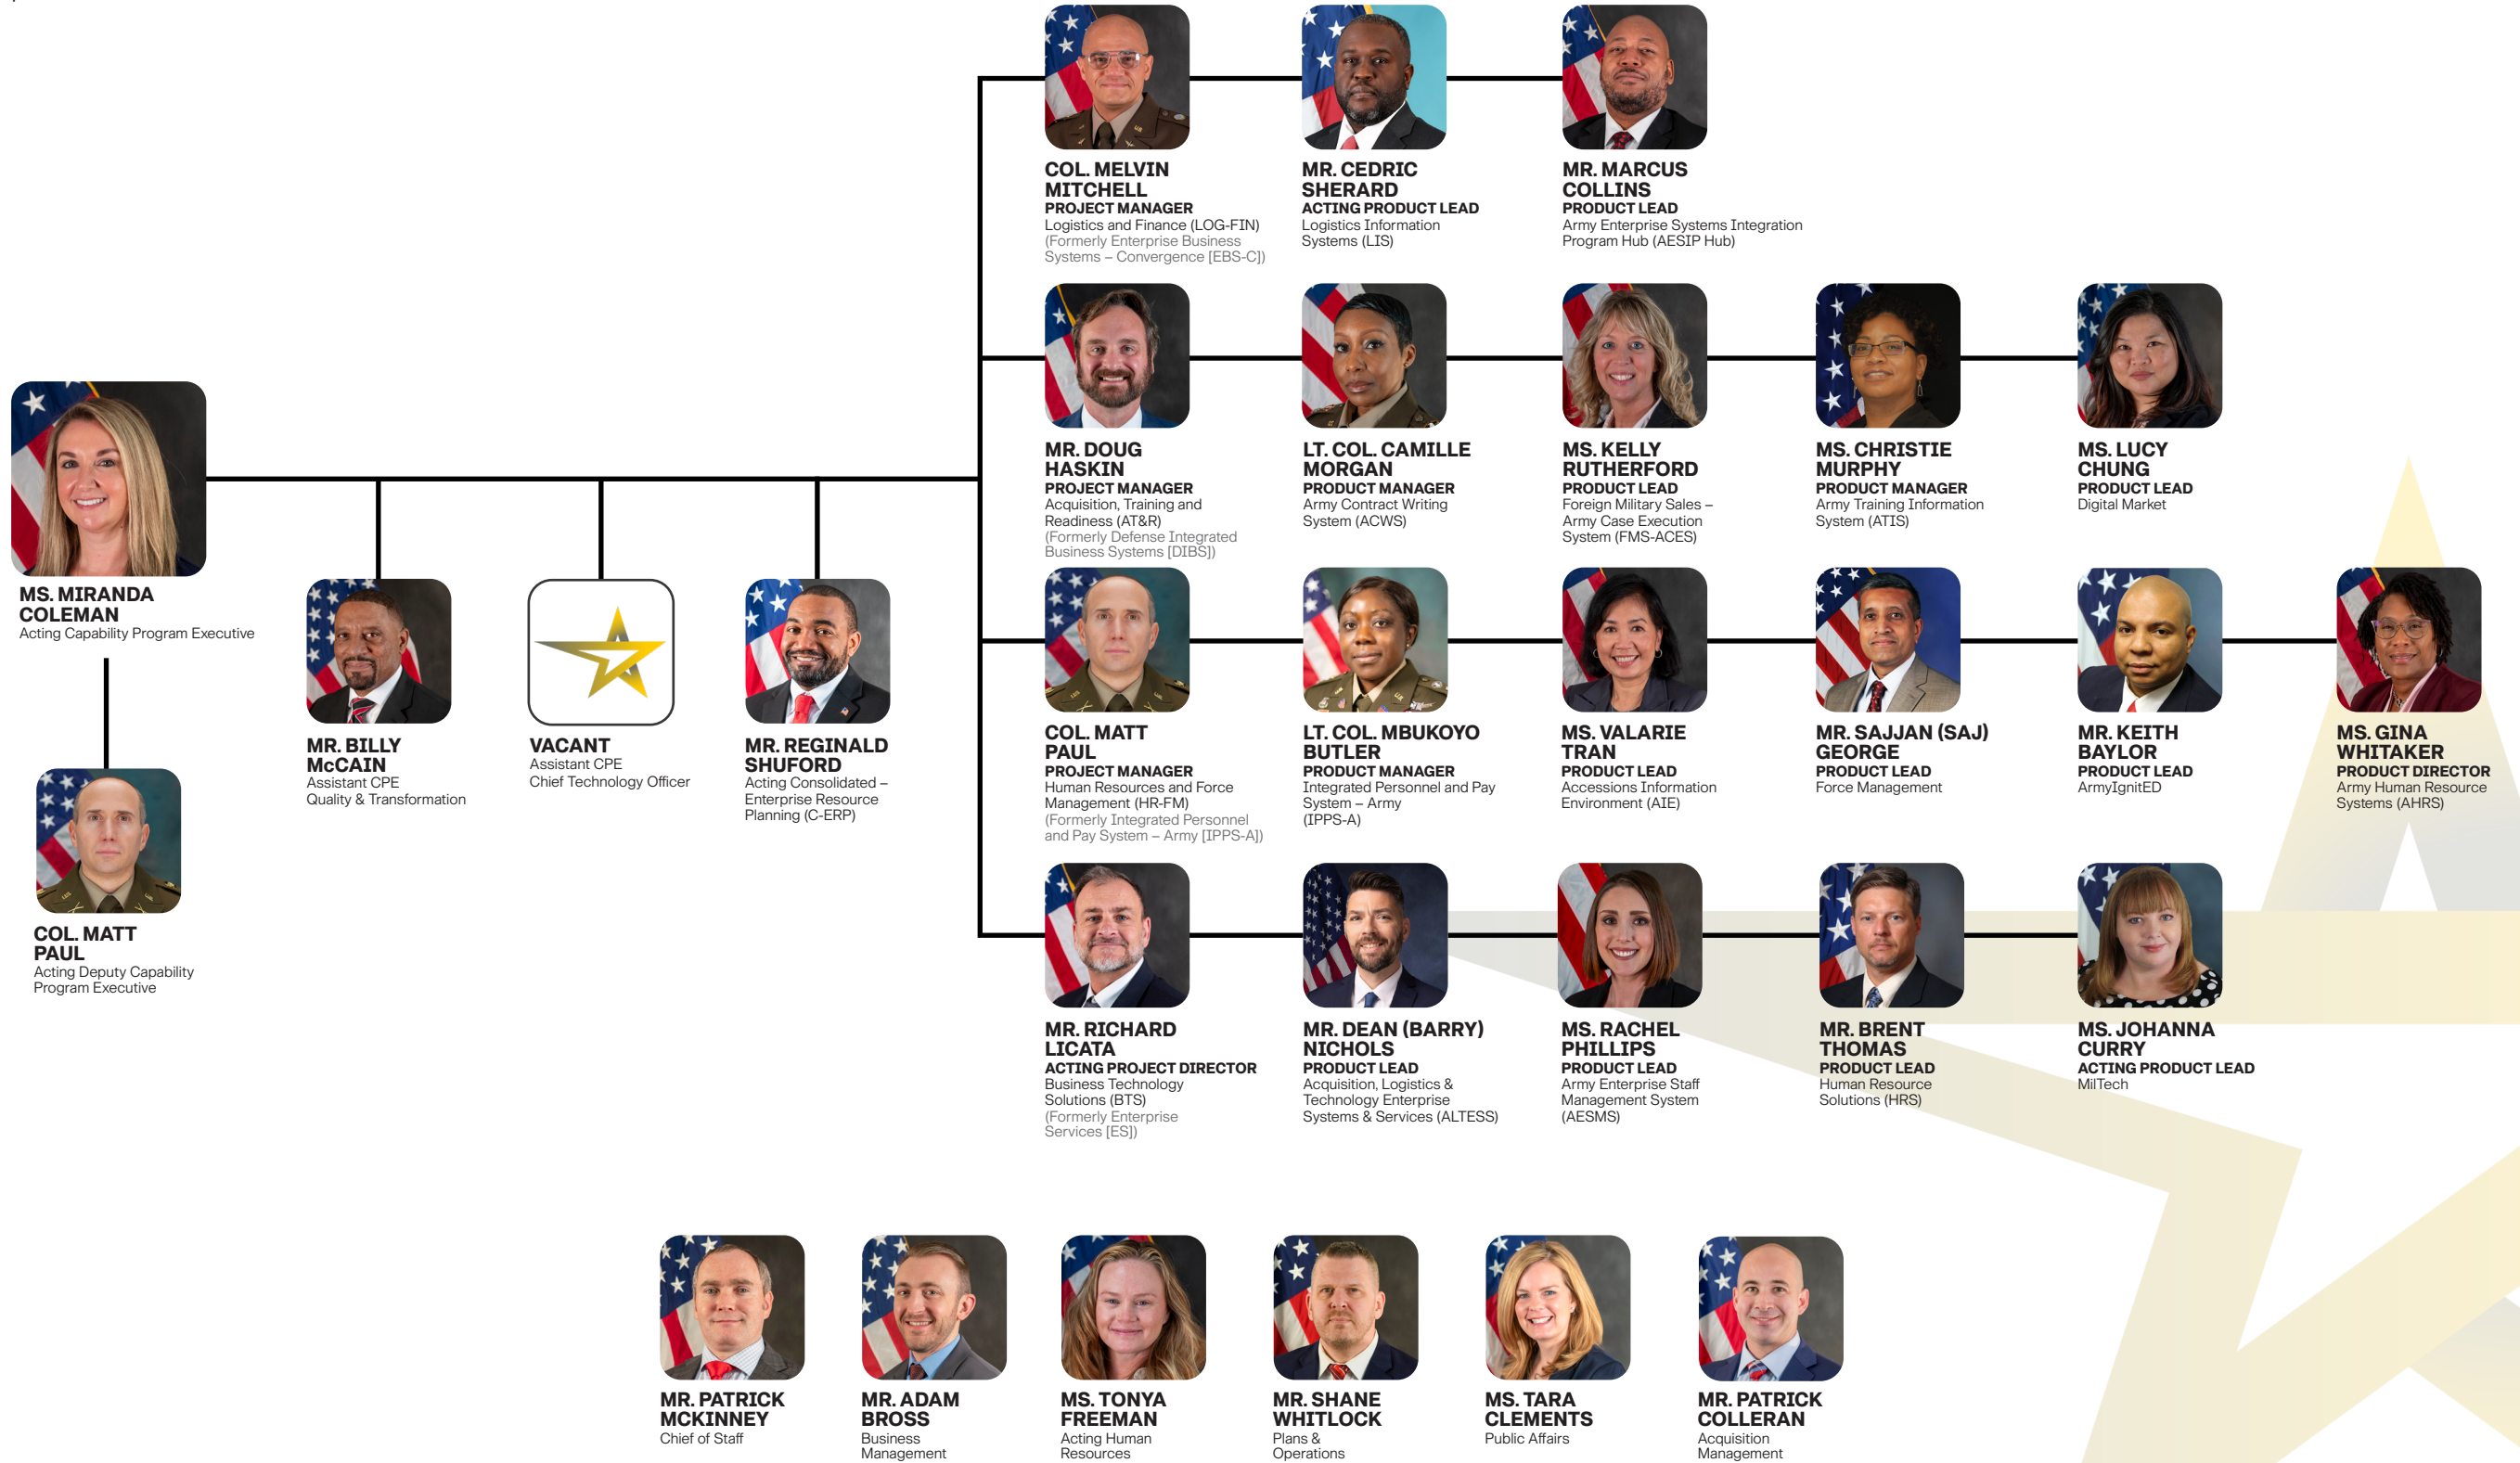 COL. MELVIN
MITCHELL
PROJECT MANAGER
Logistics and Finance (LOG-FIN)
(Formerly Enterprise Business
Systems – Convergence [EBS-C])
MR. CEDRIC
SHERARD
ACTING PRODUCT LEAD
Logistics Information
Systems (LIS)
MR. MARCUS
COLLINS
PRODUCT LEAD
Army Enterprise Systems Integration
Program Hub (AESIP Hub)
MR. DOUG
HASKIN
PROJECT MANAGER
Acquisition, Training and
Readiness (AT&R)
(Formerly Defense Integrated
Business Systems [DIBS])
LT. COL. CAMILLE
MORGAN
PRODUCT MANAGER
Army Contract Writing
System (ACWS)
MS. KELLY
RUTHERFORD
PRODUCT LEAD
Foreign Military Sales –
Army Case Execution
System (FMS-ACES)
MS. CHRISTIE
MURPHY
PRODUCT MANAGER
Army Training Information
System (ATIS)
MS. LUCY
CHUNG
PRODUCT LEAD
Digital Market
MS. MIRANDA
COLEMAN
Acting Capability Program Executive
COL. MATT
PAUL
Acting Deputy Capability
Program Executive
MR. BILLY
McCAIN
Assistant CPE
Quality & Transformation
VACANT
Assistant CPE
Chief Technology Officer
MR. REGINALD
SHUFORD
Acting Consolidated –
Enterprise Resource
Planning (C-ERP)
COL. MATT
PAUL
PROJECT MANAGER
Human Resources and Force
Management (HR-FM)
(Formerly Integrated Personnel
and Pay System – Army [IPPS-A])
LT. COL. MBUKOYO
BUTLER
PRODUCT MANAGER
Integrated Personnel and Pay
System – Army
(IPPS-A)
MS. VALARIE
TRAN
PRODUCT LEAD
Accessions Information
Environment (AIE)
MR. SAJJAN (SAJ)
GEORGE
PRODUCT LEAD
Force Management
MR. KEITH
BAYLOR
PRODUCT LEAD
ArmyIgnitED
MS. GINA
WHITAKER
PRODUCT DIRECTOR
Army Human Resource
Systems (AHRS)
MR. RICHARD
LICATA
ACTING PROJECT DIRECTOR
Business Technology
Solutions (BTS)
(Formerly Enterprise
Services [ES])
MR. DEAN (BARRY)
NICHOLS
PRODUCT LEAD
Acquisition, Logistics &
Technology Enterprise
Systems & Services (ALTESS)
MS. RACHEL
PHILLIPS
PRODUCT LEAD
Army Enterprise Staff
Management System
(AESMS)
MR. BRENT
THOMAS
PRODUCT LEAD
Human Resource
Solutions (HRS)
MS. JOHANNA
CURRY
ACTING PRODUCT LEAD
MilTech
MR. PATRICK
MCKINNEY
Chief of Staff
MR. ADAM
BROSS
Business
Management
MS. TONYA
FREEMAN
Acting Human
Resources
MR. SHANE
WHITLOCK
Plans &
Operations
MS. TARA
CLEMENTS
Public Affairs
MR. PATRICK
COLLERAN
Acquisition
Management